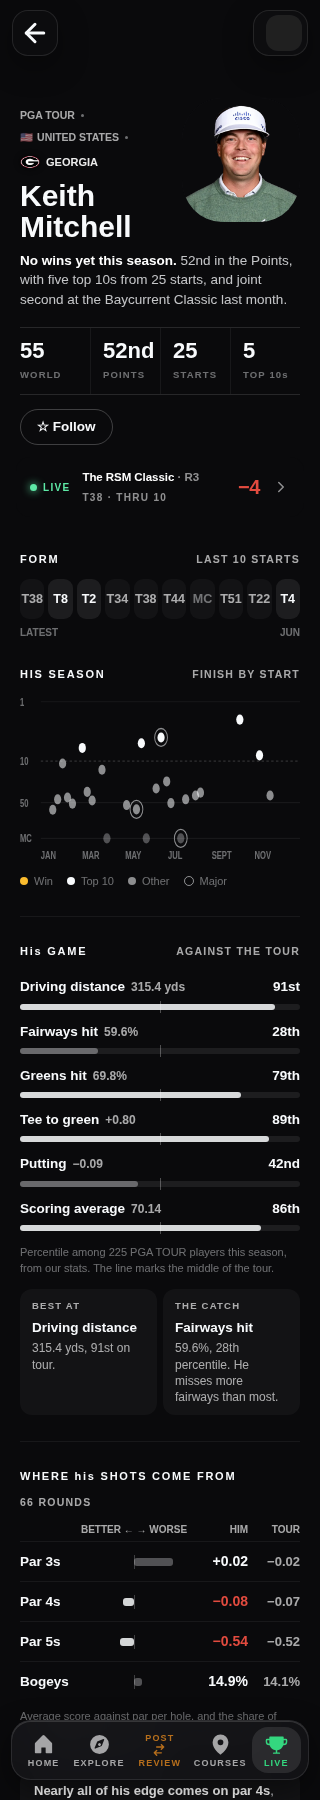 PGA TOUR •
🇺🇸 UNITED STATES •
GEORGIA
Keith
Mitchell
No wins yet this season. 52nd in the Points,
with five top 10s from 25 starts, and joint
second at the Baycurrent Classic last month.
55 52nd 25 5
WORLD POINTS STARTS TOP 10s
☆ Follow
LIVE The RSM Classic · R3 −4
T38 · THRU 10
FORM LAST 10 STARTS
T38 T8 T2 T34 T38 T44 MC T51 T22 T4
LATEST JUN
HIS SEASON FINISH BY START
1
10
50
MC
JAN MAR MAY JUL SEPT NOV
Win Top 10 Other Major
His GAME AGAINST THE TOUR
Driving distance 315.4 yds 91st
Fairways hit 59.6% 28th
Greens hit 69.8% 79th
Tee to green +0.80 89th
Putting −0.09 42nd
Scoring average 70.14 86th
Percentile among 225 PGA TOUR players this season,
from our stats. The line marks the middle of the tour.
BEST AT
Driving distance
315.4 yds, 91st on
tour.
THE CATCH
Fairways hit
59.6%, 28th
percentile. He
misses more
fairways than most.
WHERE his SHOTS COME FROM
66 ROUNDS
BETTER ← → WORSE HIM TOUR
Par 3s +0.02 −0.02
Par 4s −0.08 −0.07
Par 5s −0.54 −0.52
Bogeys 14.9% 14.1%
Average score against par per hole, and the share of
HOME EXPLORE POST REVIEW COURSES LIVE
Nearly all of his edge comes on par 4s,